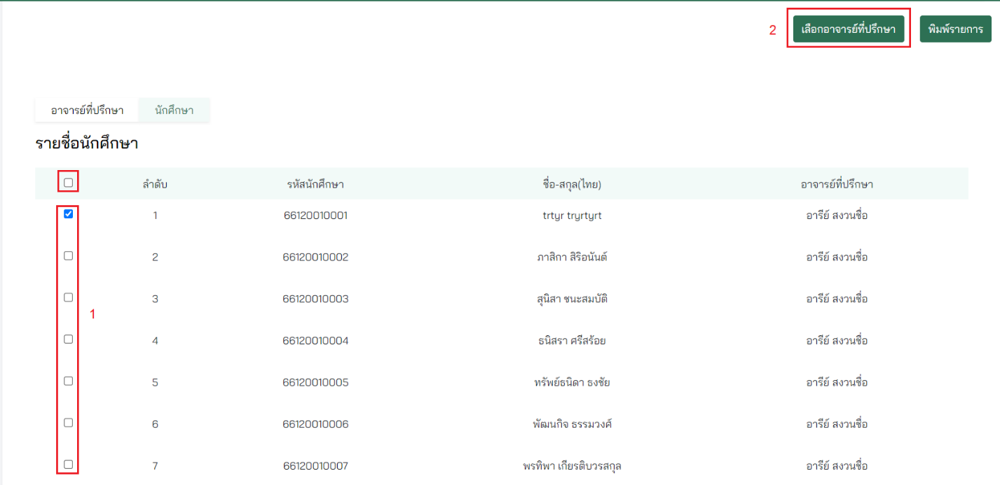 2 เลือกอาจารย์ที่ปรึกษา พิมพ์รายการ
อาจารย์ที่ปรึกษา นักศึกษา
รายชื่อนักศึกษา
ลำดับ รหัสนักศึกษา ชื่อ-สกุล(ไทย) อาจารย์ที่ปรึกษา
1 66120010001 trtyr tryrtyrt อารีย์ สงวนชื่อ
2 66120010002 ภาสิกา สิริอนันต์ อารีย์ สงวนชื่อ
3 66120010003 สุนิสา ชนะสมบัติ อารีย์ สงวนชื่อ
1
4 66120010004 ธนิสรา ศรีสร้อย อารีย์ สงวนชื่อ
5 66120010005 ทรัพย์ธนิดา ธงชัย อารีย์ สงวนชื่อ
6 66120010006 พัฒนกิจ ธรรมวงศ์ อารีย์ สงวนชื่อ
7 66120010007 พรทิพา เกียรติบวรสกุล อารีย์ สงวนชื่อ